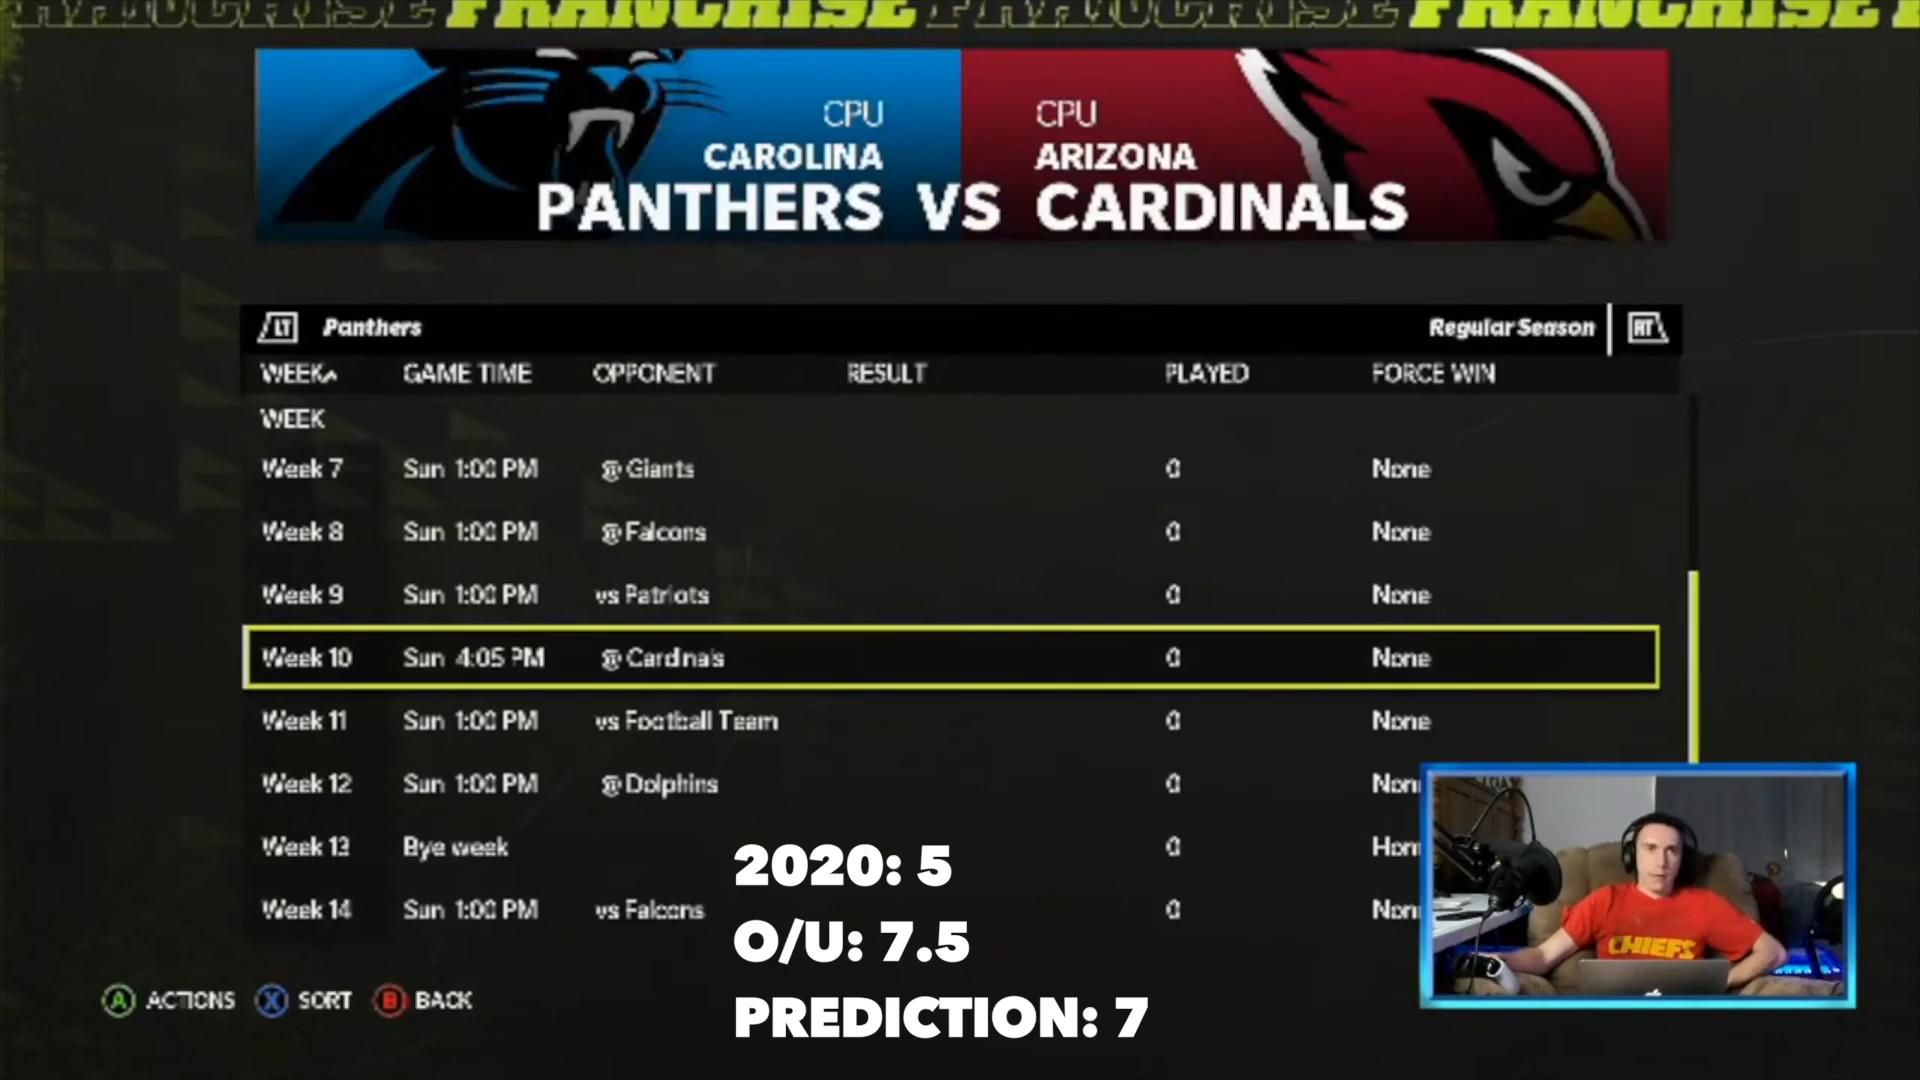 FRANCHISE FRANCHISE FRANCHISE FRANCHISE
CPU
CAROLINA
PANTHERS
VS
CPU
ARIZONA
CARDINALS
LT Panthers Regular Season RT
WEEK GAME TIME OPPONENT RESULT PLAYED FORCE WIN
WEEK
Week 7 Sun 1:00 PM @ Giants 0 None
Week 8 Sun 1:00 PM @ Falcons 0 None
Week 9 Sun 1:00 PM vs Patriots 0 None
Week 10 Sun 4:05 PM @ Cardinals 0 None
Week 11 Sun 1:00 PM vs Football Team 0 None
Week 12 Sun 1:00 PM @ Dolphins 0 Non
Week 13 Bye week 0 Hom
Week 14 Sun 1:00 PM vs Falcons 0 Non
2020: 5
O/U: 7.5
PREDICTION: 7
CHIEFS
A ACTIONS X SORT B BACK